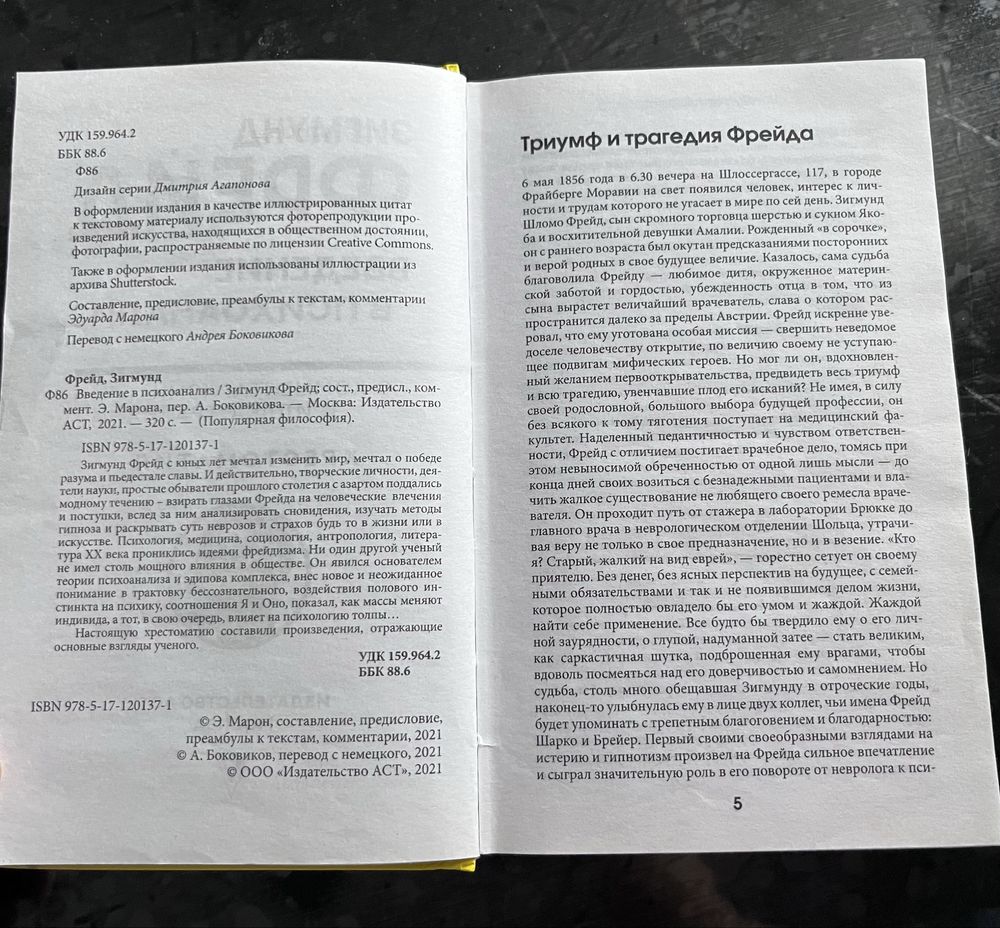 УДК 159.964.2
ББК 88.6
Ф86
Дизайн серии Дмитрия Агапонова
В оформлении издания в качестве иллюстрированных цитат
к текстовому материалу используются фоторепродукции про-
изведений искусства, находящихся в общественном достоянии,
фотографии, распространяемые по лицензии Creative Commons.
Также в оформлении издания использованы иллюстрации из
архива Shutterstock.
Составление, предисловие, преамбулы к текстам, комментарии
Эдуарда Марона
Перевод с немецкого Андрея Боковикова
Фрейд, Зигмунд
Ф86 Введение в психоанализ / Зигмунд Фрейд; сост., предисл., ком-
мент. Э. Марона, пер. А. Боковикова. — Москва: Издательство
АСТ, 2021. — 320 с. — (Популярная философия).
ISBN 978-5-17-120137-1
Зигмунд Фрейд с юных лет мечтал изменить мир, мечтал о победе
разума и пьедестале славы. И действительно, творческие личности, дея-
тели науки, простые обыватели прошлого столетия с азартом поддались
модному течению – взирать глазами Фрейда на человеческие влечения
и поступки, вслед за ним анализировать сновидения, изучать методы
гипноза и раскрывать суть неврозов и страхов будь то в жизни или в
искусстве. Психология, медицина, социология, антропология, литера-
тура XX века прониклись идеями фрейдизма. Ни один другой ученый
не имел столь мощного влияния в обществе. Он явился основателем
теории психоанализа и эдипова комплекса, внес новое и неожиданное
понимание в трактовку бессознательного, воздействия полового ин-
стинкта на психику, соотношения Я и Оно, показал, как массы меняют
индивида, а тот, в свою очередь, влияет на психологию толпы…
Настоящую хрестоматию составили произведения, отражающие
основные взгляды ученого.
УДК 159.964.2
ББК 88.6
ISBN 978-5-17-120137-1
© Э. Марон, составление, предисловие,
преамбулы к текстам, комментарии, 2021
© А. Боковиков, перевод с немецкого, 2021
© ООО «Издательство АСТ», 2021
Триумф и трагедия Фрейда
6 мая 1856 года в 6.30 вечера на Шлоссергассе, 117, в городе
Фрайберге Моравии на свет появился человек, интерес к лич-
ности и трудам которого не угасает в мире по сей день. Зигмунд
Шломо Фрейд, сын скромного торговца шерстью и сукном Яко-
ба и восхитительной девушки Амалии. Рожденный «в сорочке»,
он с раннего возраста был окутан предсказаниями посторонних
и верой родных в свое будущее величие. Казалось, сама судьба
благоволила Фрейду — любимое дитя, окруженное материн-
ской заботой и гордостью, убежденность отца в том, что из
сына вырастет величайший врачеватель, слава о котором рас-
пространится далеко за пределы Австрии. Фрейд искренне уве-
ровал, что ему уготована особая миссия — свершить неведомое
доселе человечеству открытие, по величию своему не уступаю-
щее подвигам мифических героев. Но мог ли он, вдохновлен-
ный желанием первооткрывательства, предвидеть весь триумф
и всю трагедию, увенчавшие плод его исканий? Не имея, в силу
своей родословной, большого выбора будущей профессии, он
без всякого к тому тяготения поступает на медицинский фа-
культет. Наделенный педантичностью и чувством ответствен-
ности, Фрейд с отличием постигает врачебное дело, томясь при
этом невыносимой обреченностью от одной лишь мысли — до
конца дней своих возиться с безнадежными пациентами и вла-
чить жалкое существование не любящего своего ремесла враче-
вателя. Он проходит путь от стажера в лаборатории Брюкке до
главного врача в неврологическом отделении Шольца, утрачи-
вая веру не только в свое предназначение, но и в везение. «Кто
я? Старый, жалкий на вид еврей», — горестно сетует он своему
приятелю. Без денег, без ясных перспектив на будущее, с семей-
ными обязательствами и так и не появившимся делом жизни,
которое полностью овладело бы его умом и жаждой. Жаждой
найти себе применение. Все будто бы твердило ему о его лич-
ной заурядности, о глупой, надуманной затее — стать великим,
как саркастичная шутка, подброшенная ему врагами, чтобы
вдоволь посмеяться над его доверчивостью и самомнением. Но
судьба, столь много обещавшая Зигмунду в отроческие годы,
наконец-то улыбнулась ему в лице двух коллег, чьи имена Фрейд
будет упоминать с трепетным благоговением и благодарностью:
Шарко и Брейер. Первый своими своеобразными взглядами на
истерию и гипнотизм произвел на Фрейда сильное впечатление
и сыграл значительную роль в его повороте от невролога к пси-
5